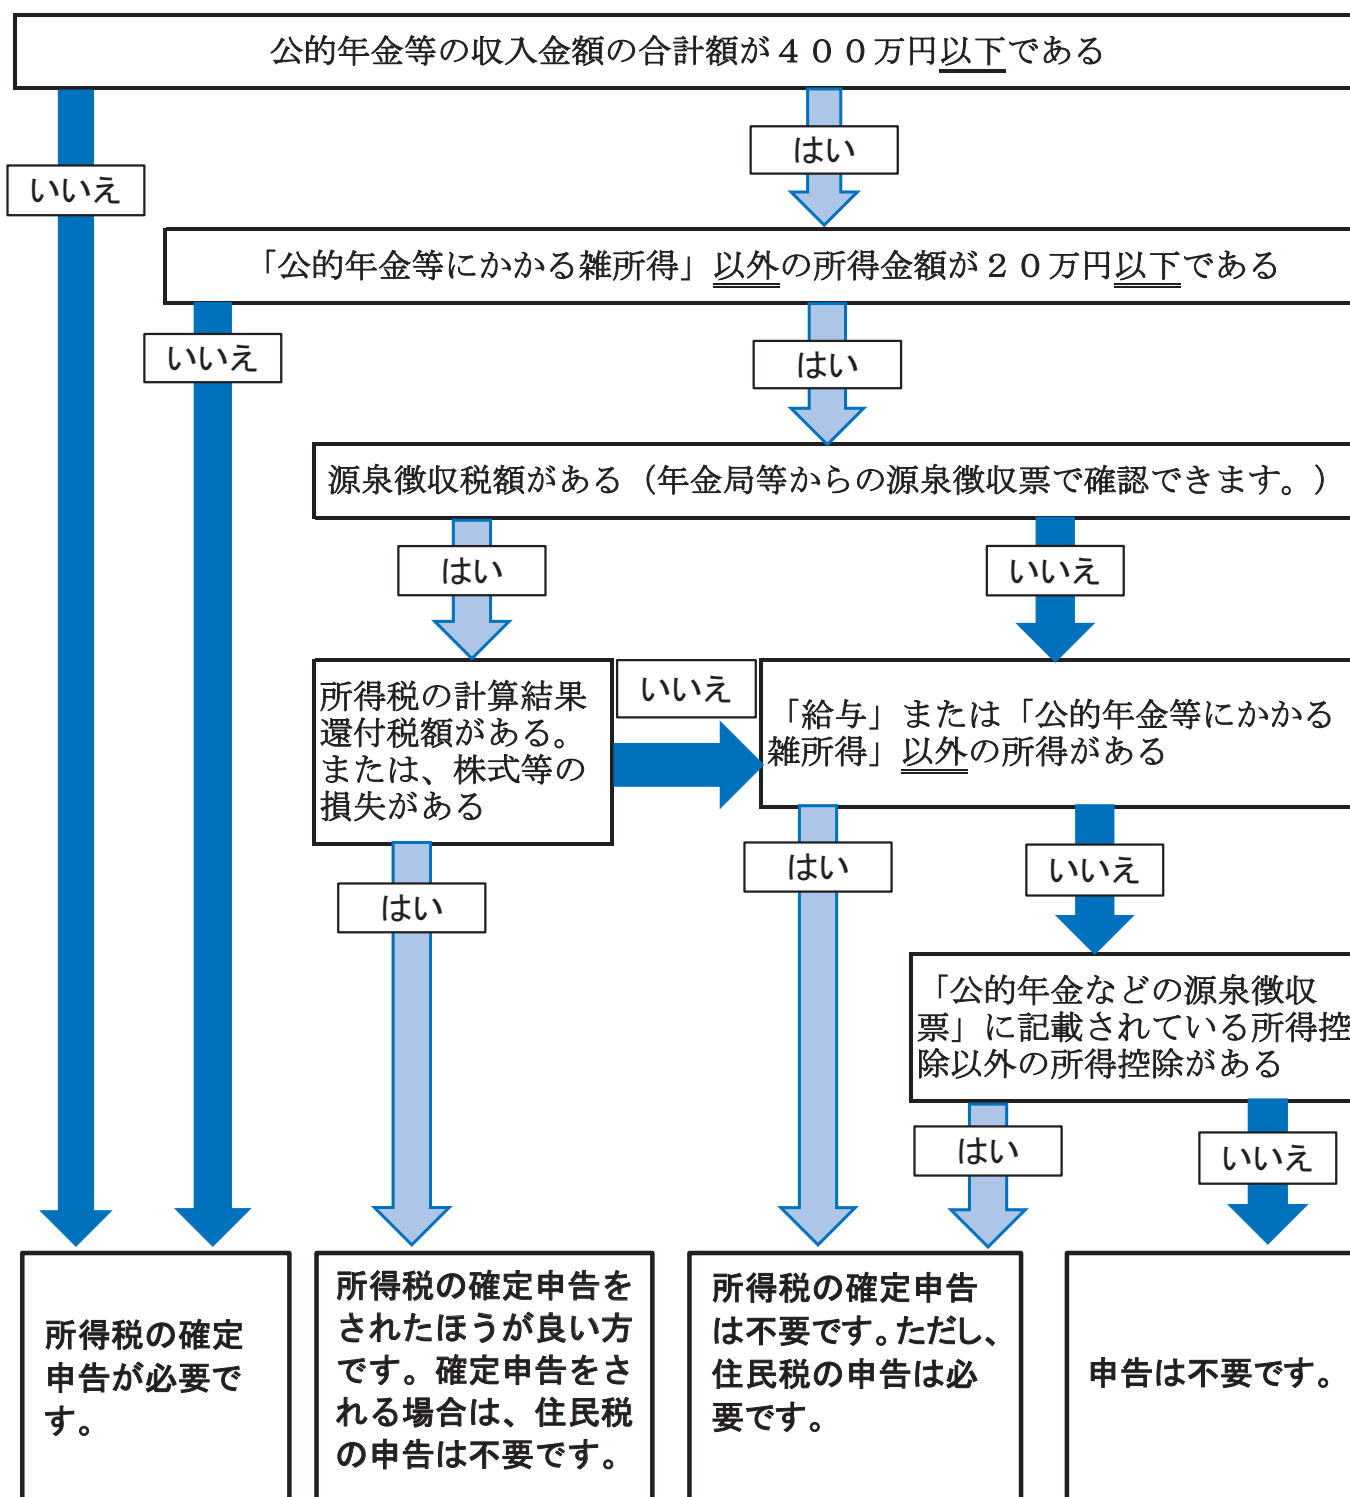 公的年金等の収入金額の合計額が４００万円以下である
はい
いいえ
「公的年金等にかかる雑所得」以外の所得金額が２０万円以下である
いいえ
はい
源泉徴収税額がある（年金局等からの源泉徴収票で確認できます。）
はい
いいえ
所得税の計算結果
還付税額がある。
または、株式等の
損失がある
いいえ
「給与」または「公的年金等にかかる
雑所得」以外の所得がある
はい
はい
いいえ
「公的年金などの源泉徴収
票」に記載されている所得控
除以外の所得控除がある
はい
いいえ
所得税の確定
申告が必要で
す。
所得税の確定申告を
されたほうが良い方
です。確定申告をさ
れる場合は、住民税
の申告は不要です。
所得税の確定申告
は不要です。ただし、
住民税の申告は必
要です。
申告は不要です。